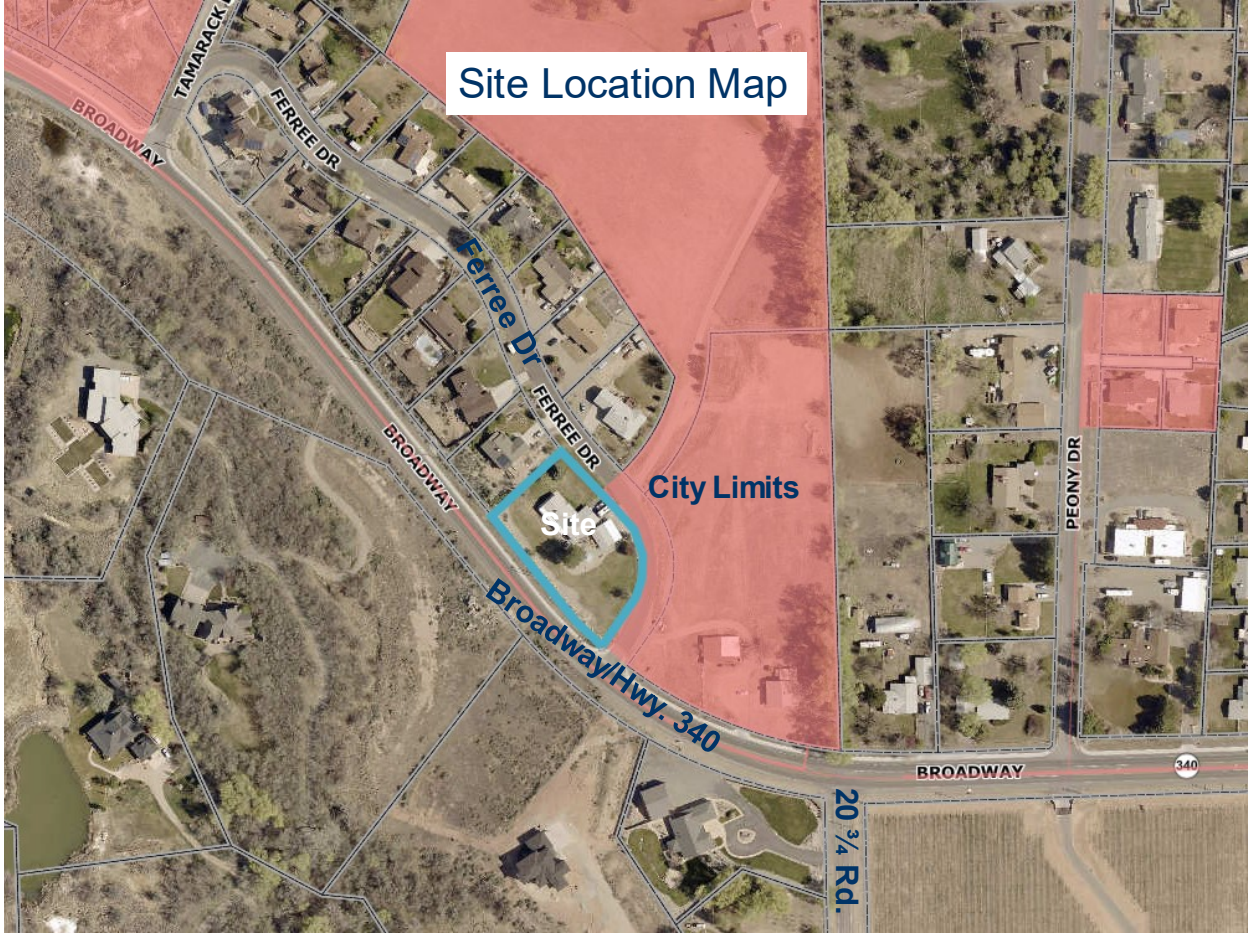 Site Location Map
TAMARACK
BROADWAY
FERREE DR
Ferree Dr
FERREE DR
BROADWAY
City Limits
Site
PEONY DR
Broadway/Hwy. 340
BROADWAY
340
20 ¾ Rd.